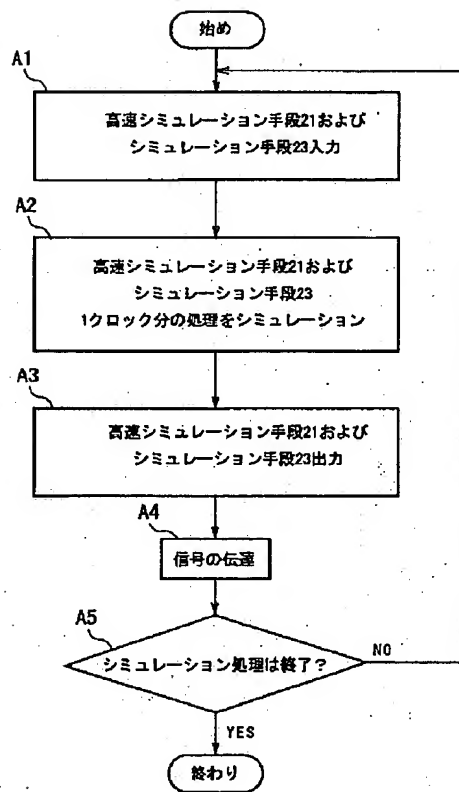 始め
A1
高速シミュレーション手段21および
シミュレーション手段23入力
A2
高速シミュレーション手段21および
シミュレーション手段23
1クロック分の処理をシミュレーション
A3
高速シミュレーション手段21および
シミュレーション手段23出力
A4
信号の伝達
A5
シミュレーション処理は終了?
NO
YES
終わり